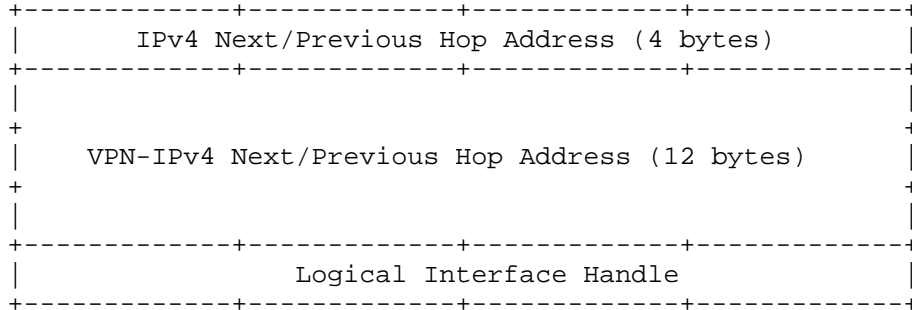 IPv4 Next/Previous Hop Address (4 bytes)
VPN-IPv4 Next/Previous Hop Address (12 bytes)
Logical Interface Handle